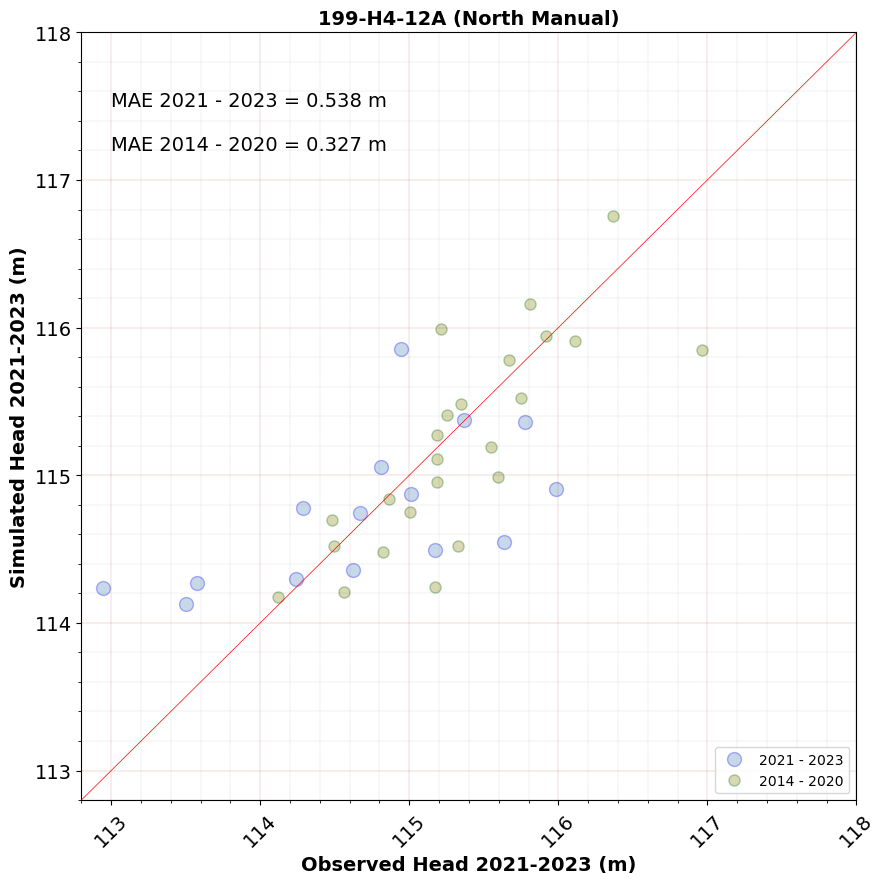 199-H4-12A (North Manual)
118
117
116
115
114
113
Simulated Head 2021-2023 (m)
MAE 2021 - 2023 = 0.538 m
MAE 2014 - 2020 = 0.327 m
2021 - 2023
2014 - 2020
113
114
115
116
117
118
Observed Head 2021-2023 (m)